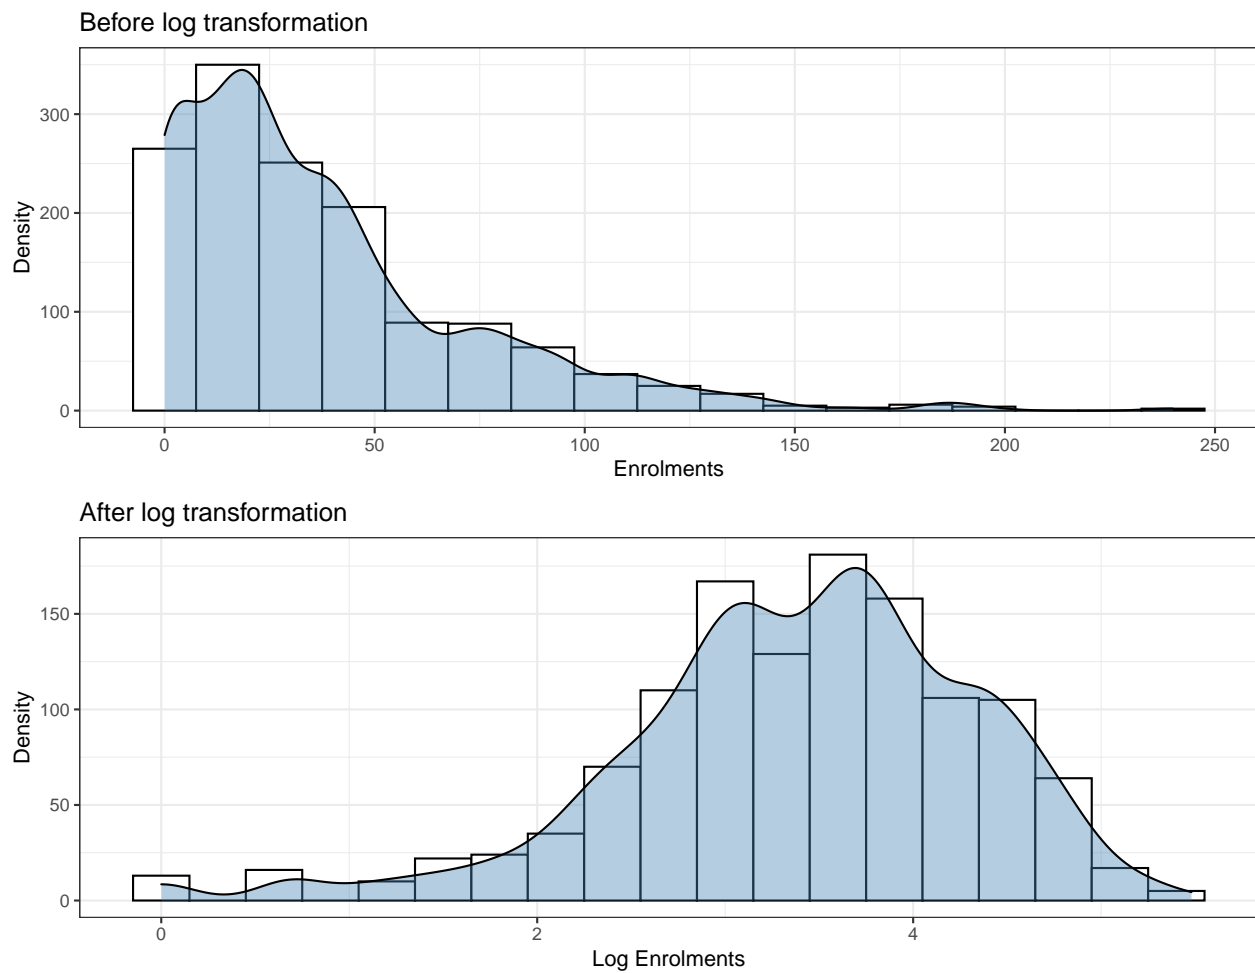 Before log transformation
Density
300
200
100
0
0 50 100 150 200 250
Enrolments
After log transformation
Density
150
100
50
0
0 2 4
Log Enrolments